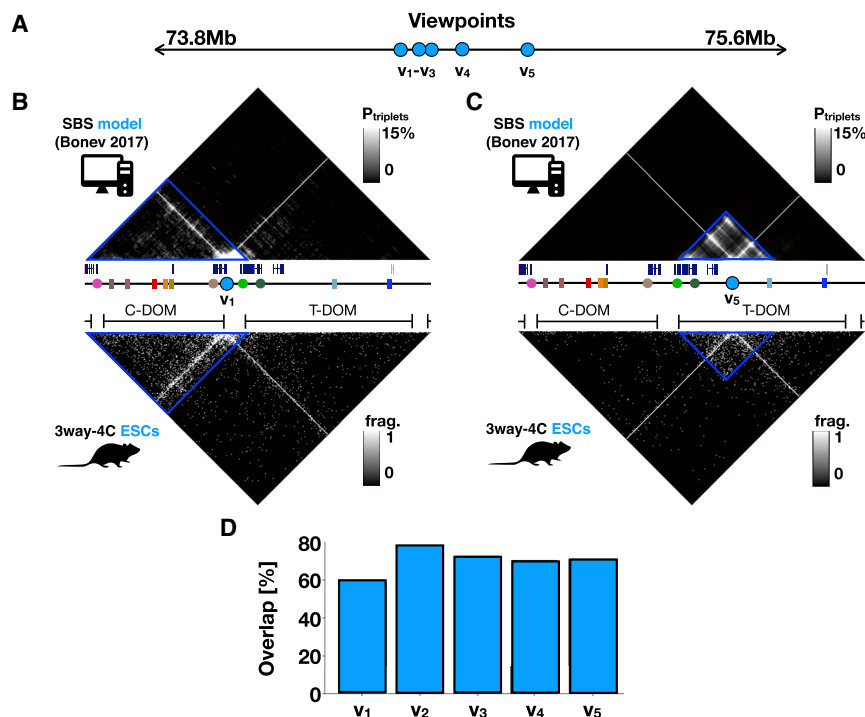 A
Viewpoints
73.8Mb
75.6Mb
v1-v3
v4
v5
B
SBS model
(Bonev 2017)
Ptriplets
15%
0
C
SBS model
(Bonev 2017)
Ptriplets
15%
0
v1
v5
C-DOM
T-DOM
C-DOM
T-DOM
3way-4C ESCs
frag.
1
0
3way-4C ESCs
frag.
1
0
D
Overlap [%]
80
60
40
20
0
v1
v2
v3
v4
v5